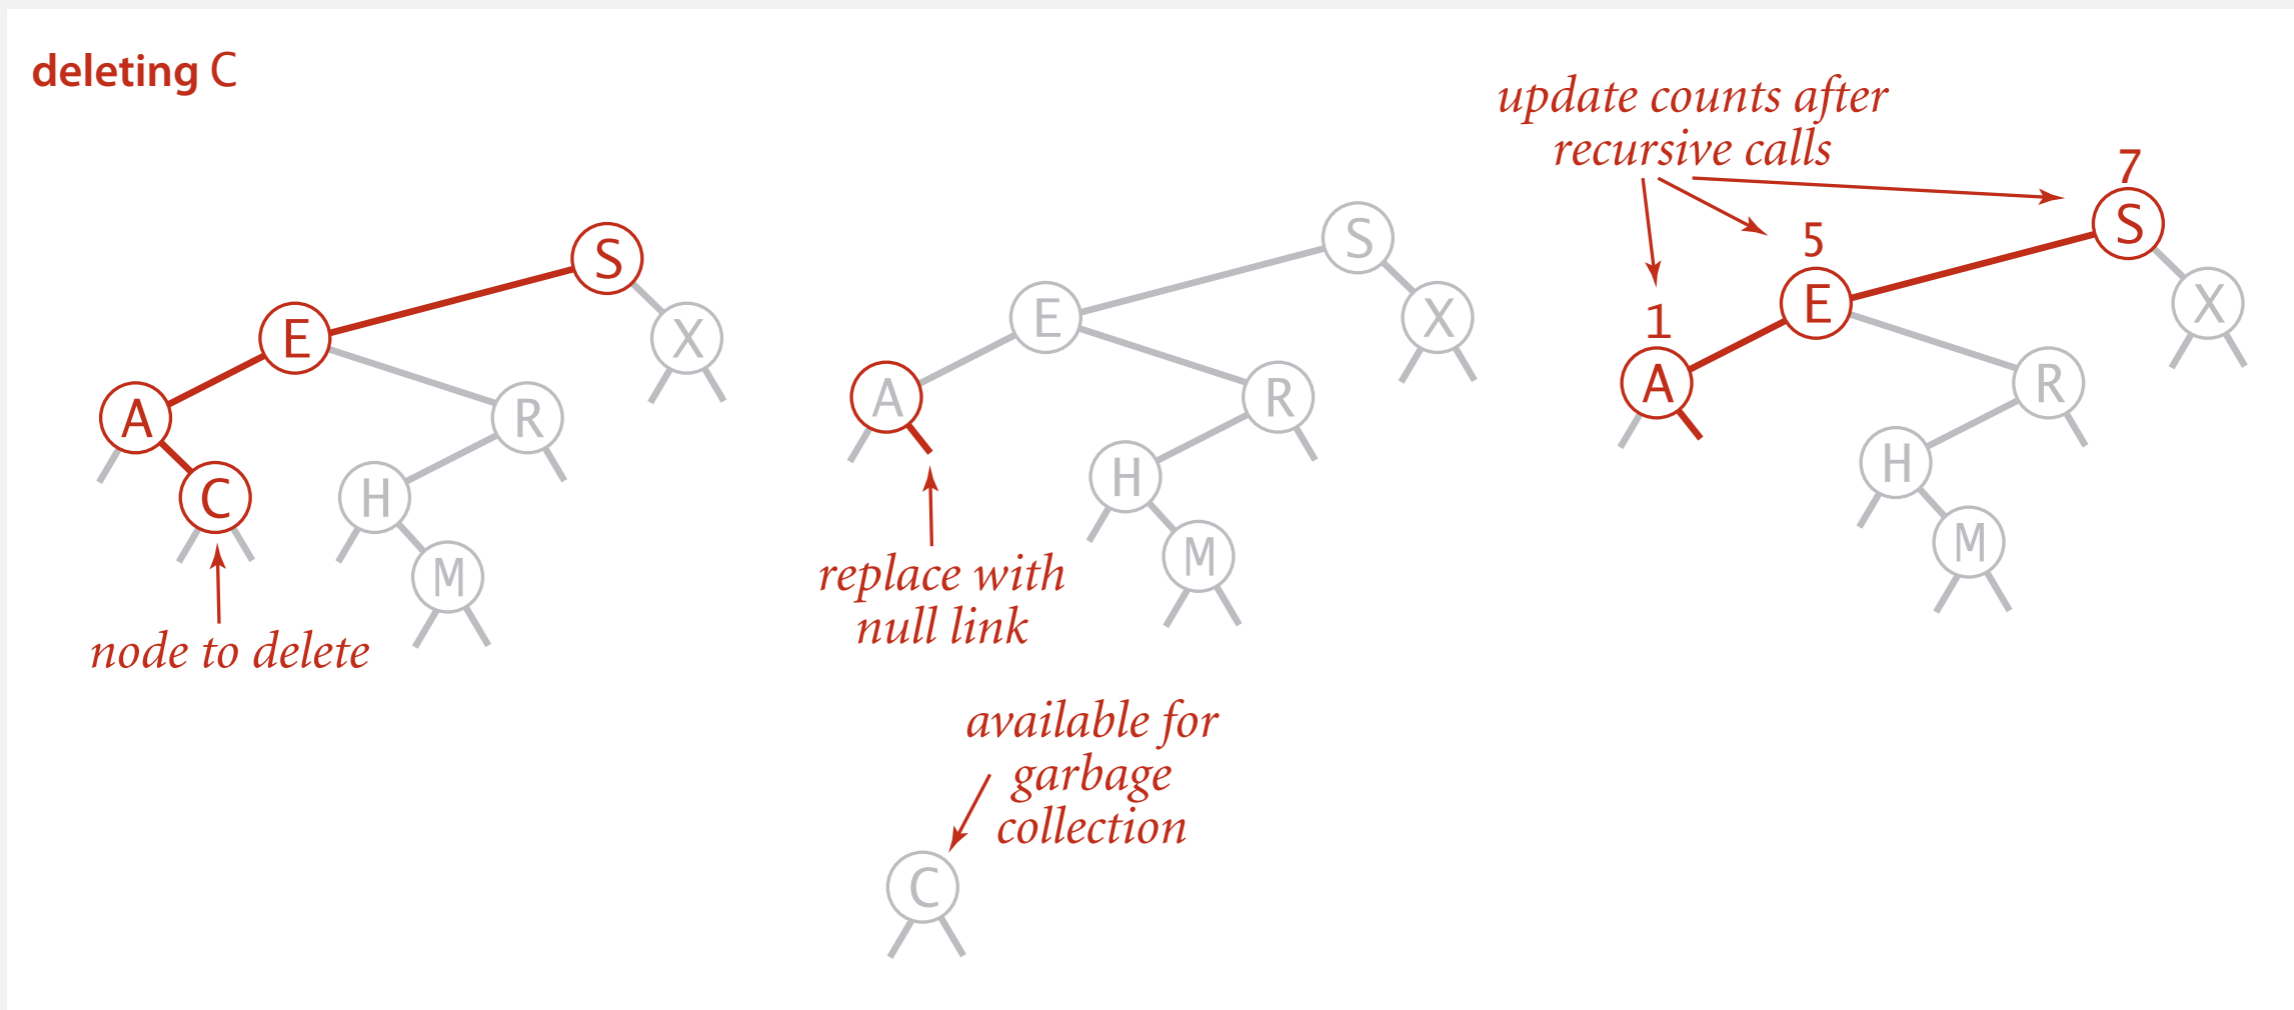 deleting C
S
E
X
A
R
C
H
M
node to delete
S
E
X
A
R
H
M
replace with
null link
available for
garbage
collection
C
update counts after
recursive calls
7
S
5
E
X
1
A
R
H
M